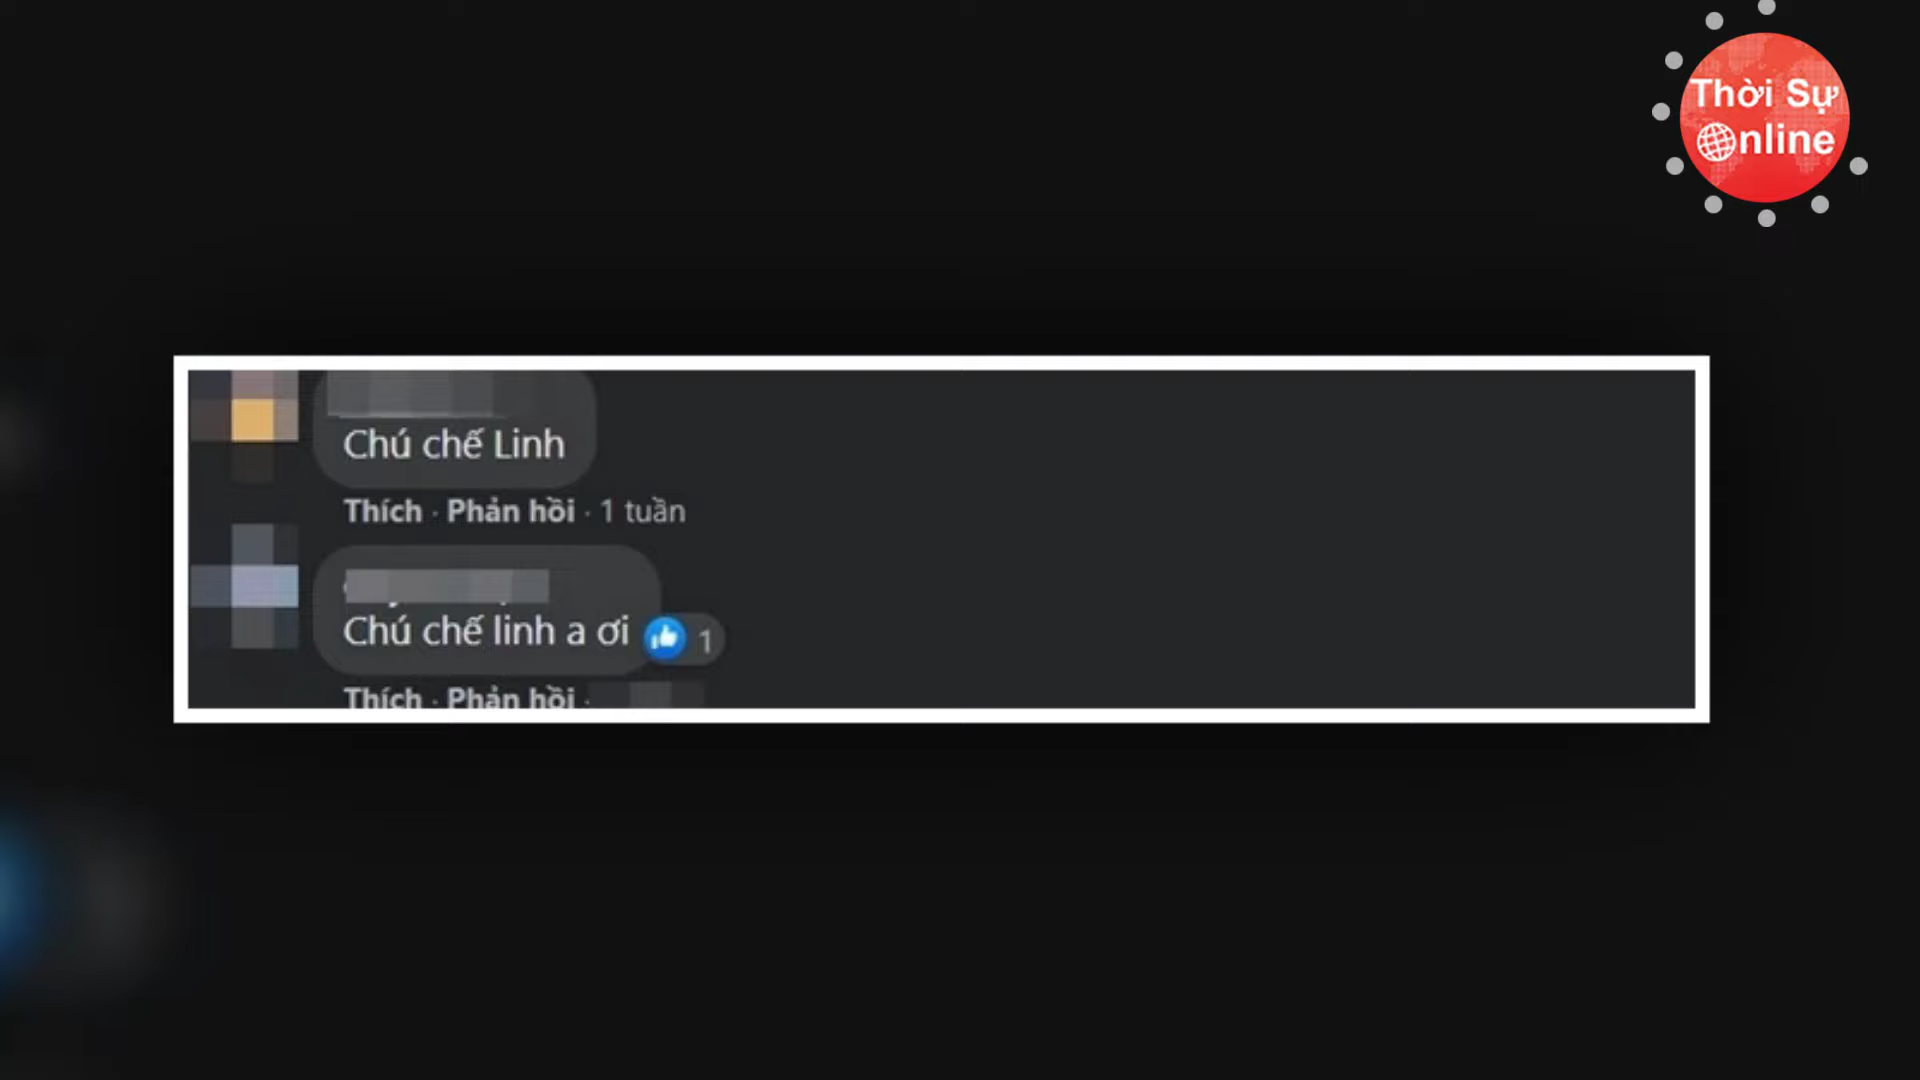 Thời Sự
Online
Chú chế Linh
Thích · Phản hồi · 1 tuần
Chú chế linh a ơi
1
Thích · Phản hồi ·